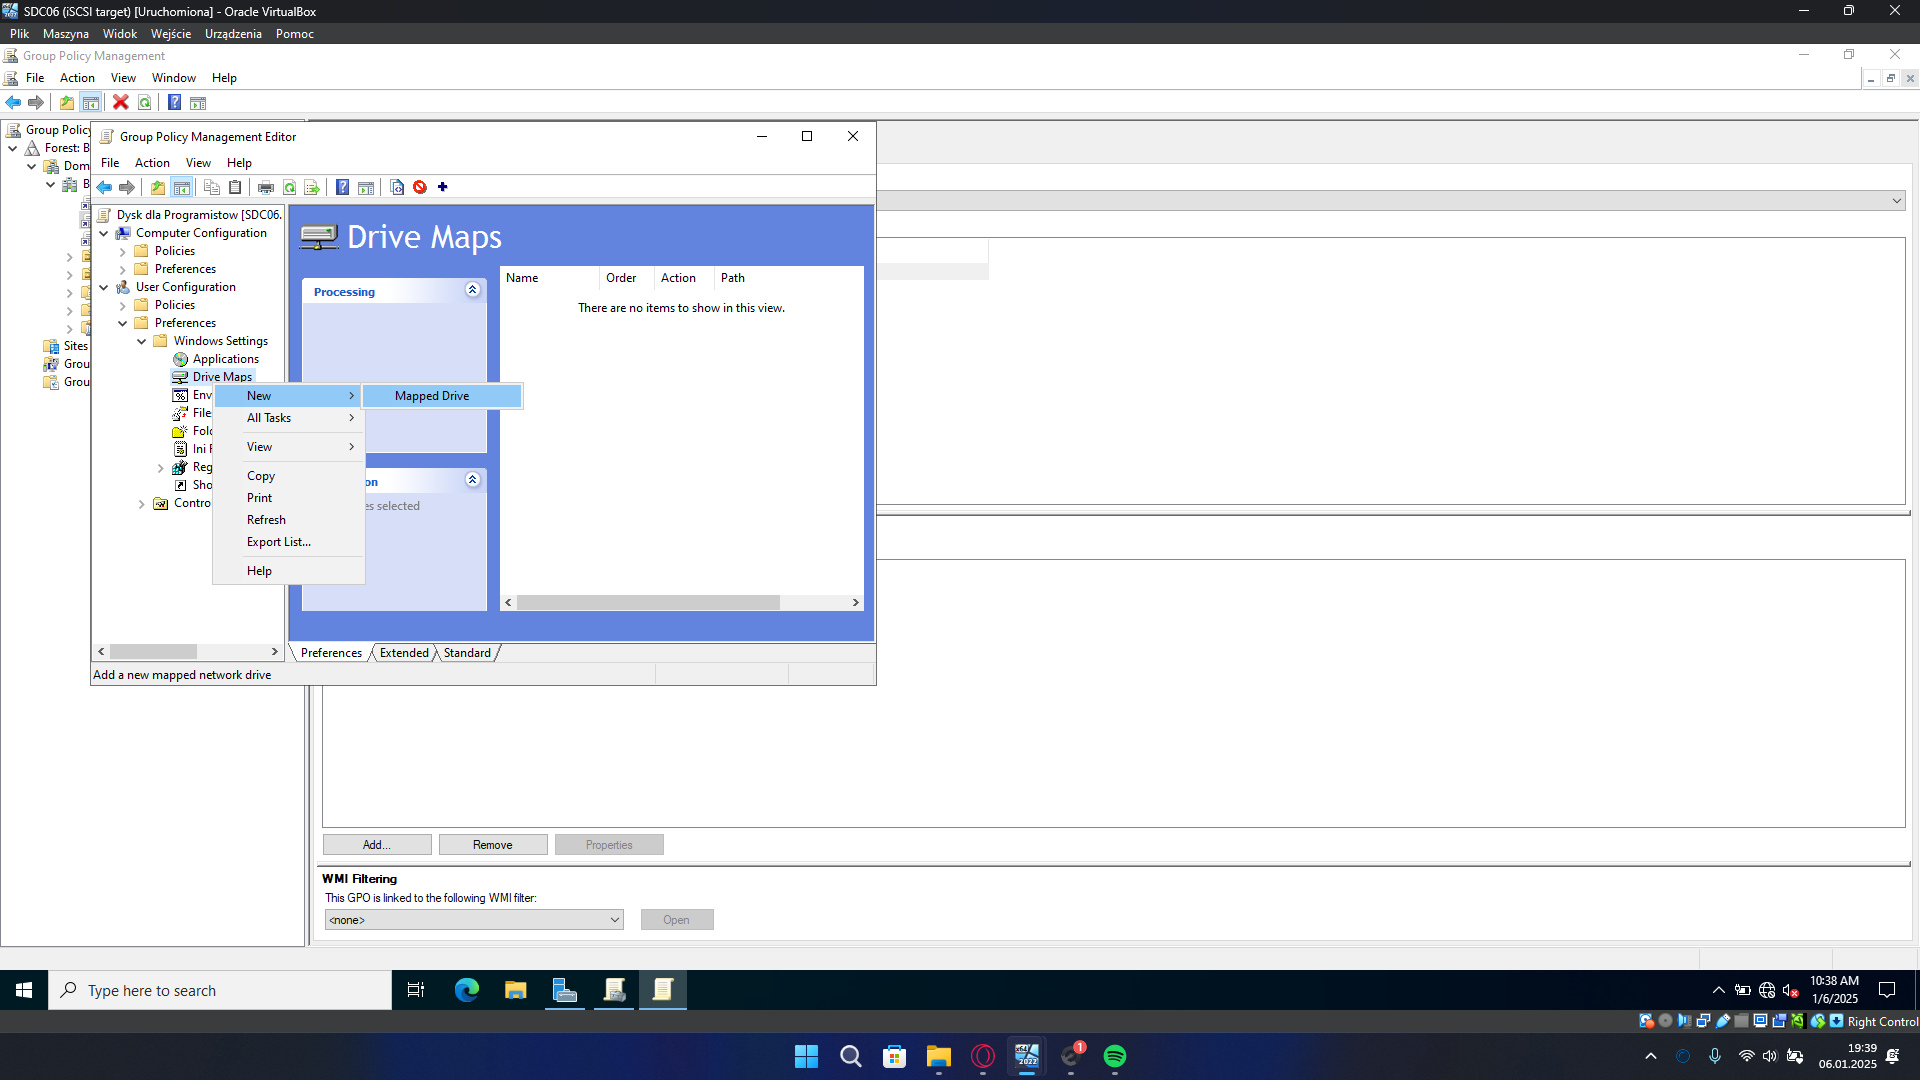 SDC06 (iSCSI target) [Uruchomiona] - Oracle VirtualBox
Plik Maszyna Widok Wejście Urządzenia Pomoc
Group Policy Management
File Action View Window Help
Group Policy
Forest: B
Dom
B
Sites
Grou
Grou
Group Policy Management Editor
File Action View Help
Dysk dla Programistow [SDC06.
Computer Configuration
Policies
Preferences
User Configuration
Policies
Preferences
Windows Settings
Applications
Drive Maps
Env
File
Fold
Ini F
Reg
Sho
Contro
New
All Tasks
View
Copy
Print
Refresh
Export List...
Help
Mapped Drive
Drive Maps
Processing
on
es selected
Name Order Action Path
There are no items to show in this view.
Preferences Extended Standard
Add a new mapped network drive
Add... Remove Properties
WMI Filtering
This GPO is linked to the following WMI filter:
<none> Open
Type here to search
10:38 AM
1/6/2025
Right Control
2022
1
19:39
06.01.2025